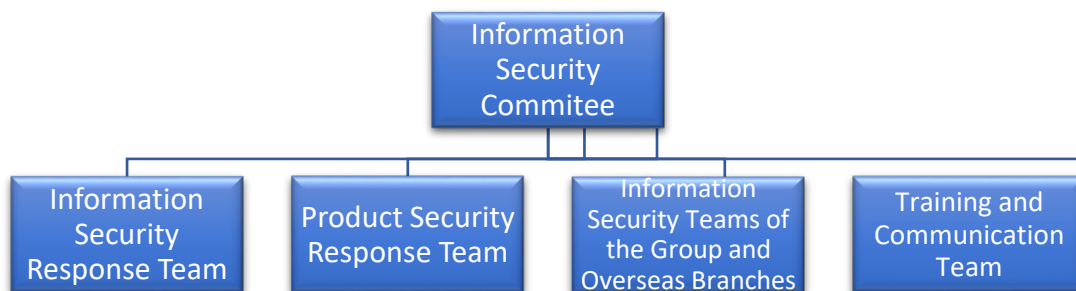 Information
Security
Commitee
Information
Security
Response Team
Product Security
Response Team
Information
Security Teams of
the Group and
Overseas Branches
Training and
Communication
Team